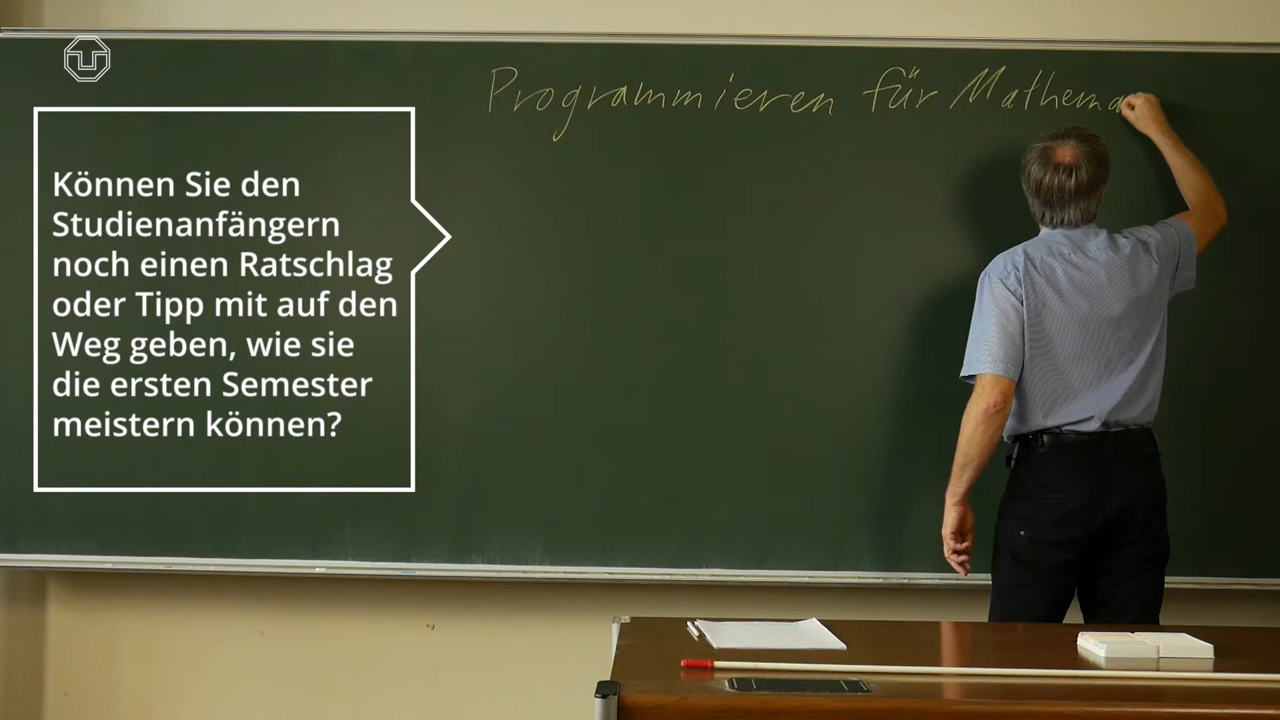 Programmieren für Mathema
Können Sie den
Studienanfängern
noch einen Ratschlag
oder Tipp mit auf den
Weg geben, wie sie
die ersten Semester
meistern können?